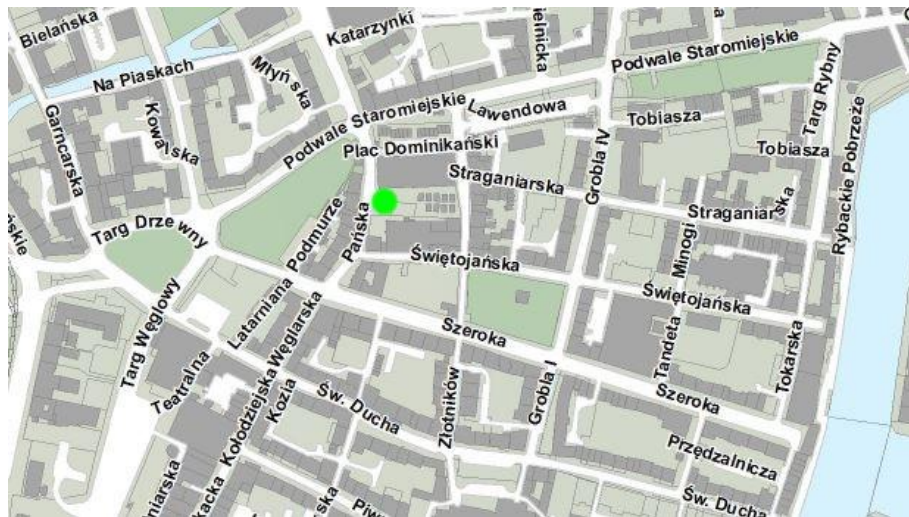 Bielańska
Katarzynki
Podwale Staromiejskie
Na Piaskach
Młyńska
Targ Rybny
Garncarska
Kowalska
Podwale Staromiejskie
Lawendowa
Tobiasza
Plac Dominikański
Grobla IV
Tobiasza
Rybackie Pobrzeże
Straganiarska
Straganiarska
Targ Drzewny
Podmurze
Pańska
Minogi
Świętojańska
Świętojańska
Targ Węglowy
Latarniana
Węglarska
Szeroka
Tandeta
Tokarska
Teatralna
Kołodziejska
Kozia
Św. Ducha
Złotników
Grobla I
Szeroka
Przędzalnicza
Św. Ducha